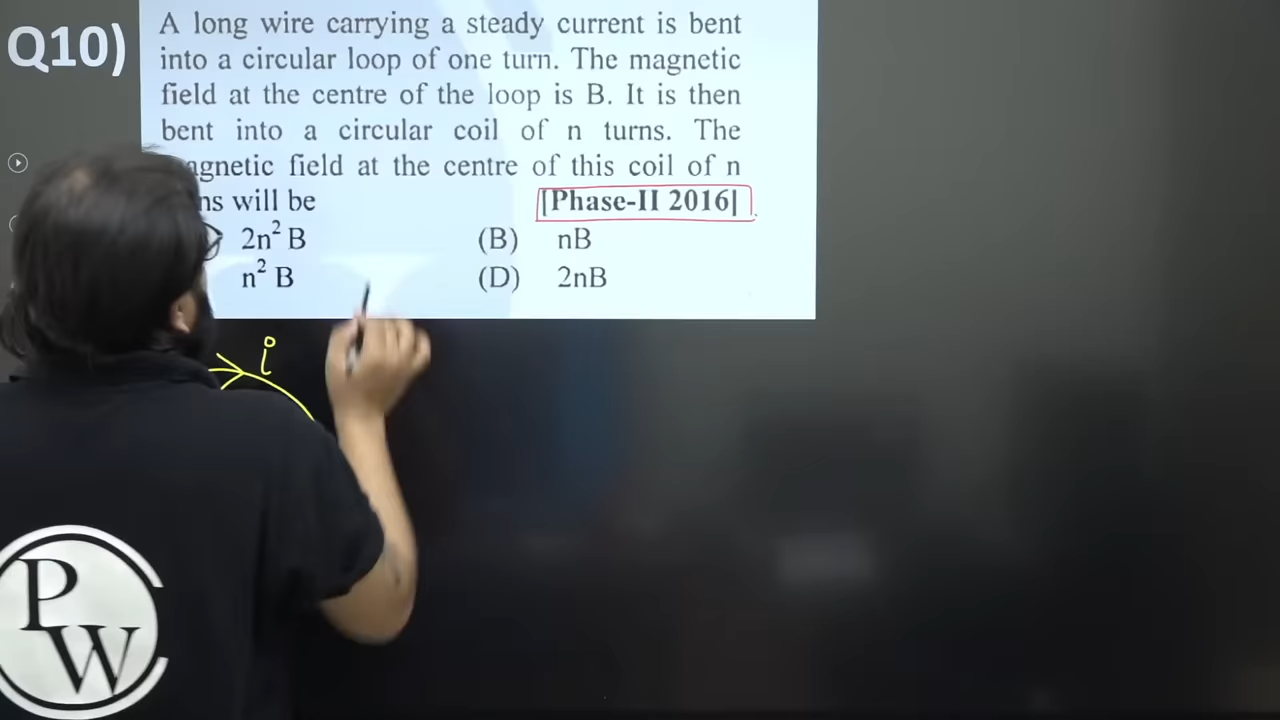 Q10)
A long wire carrying a steady current is bent
into a circular loop of one turn. The magnetic
field at the centre of the loop is B. It is then
bent into a circular coil of n turns. The
agnetic field at the centre of this coil of n
ns will be [Phase-II 2016]
2n² B (B) nB
n² B (D) 2nB
i
PW